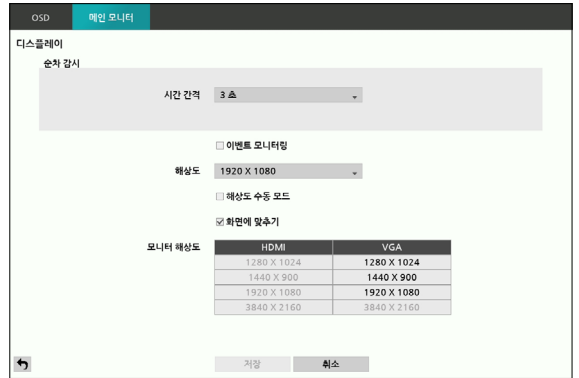 OSD 메인 모니터
디스플레이
순차 감시
시간 간격 3 초
이벤트 모니터링
해상도 1920 X 1080
해상도 수동 모드
화면에 맞추기
모니터 해상도 HDMI VGA
1280 X 1024 1280 X 1024
1440 X 900 1440 X 900
1920 X 1080 1920 X 1080
3840 X 2160 3840 X 2160
저장 취소